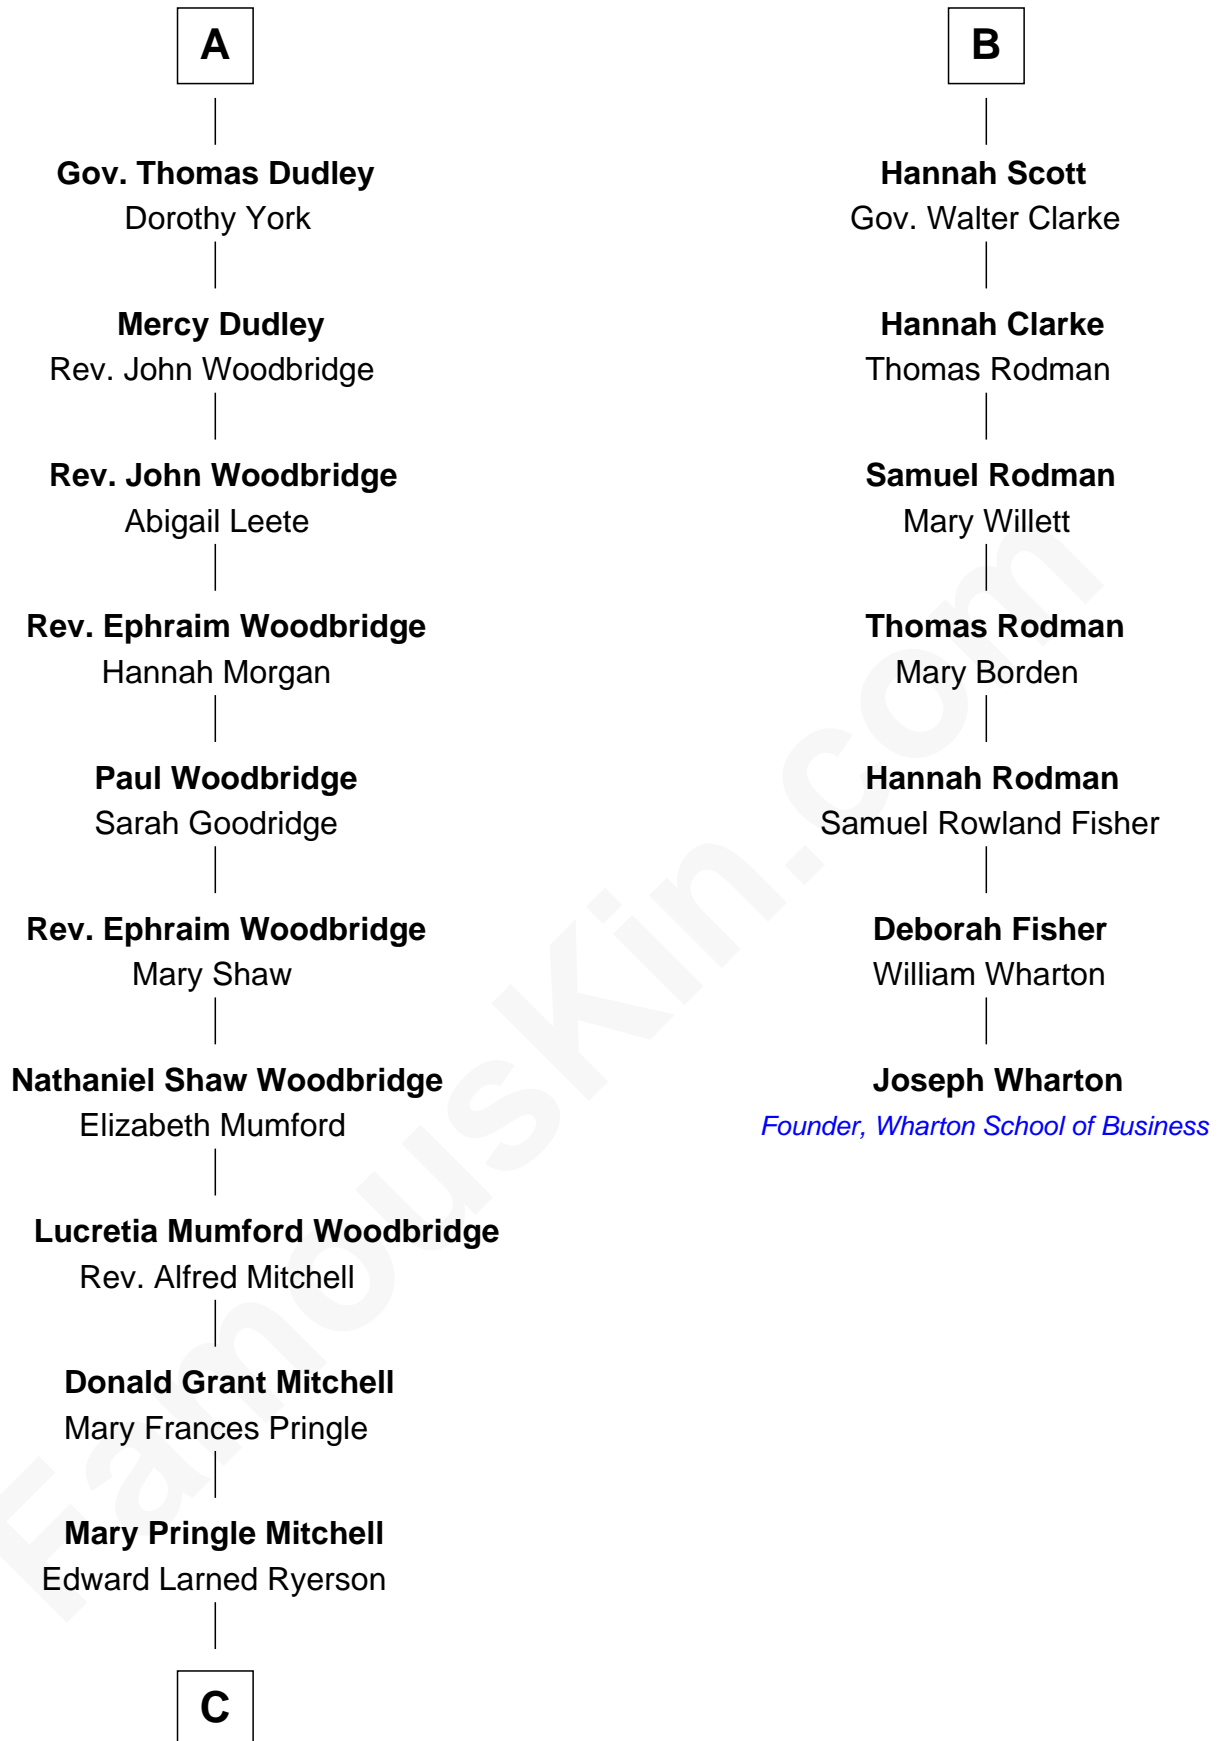 A
Gov. Thomas Dudley
Dorothy York
Mercy Dudley
Rev. John Woodbridge
Rev. John Woodbridge
Abigail Leete
Rev. Ephraim Woodbridge
Hannah Morgan
Paul Woodbridge
Sarah Goodridge
Rev. Ephraim Woodbridge
Mary Shaw
Nathaniel Shaw Woodbridge
Elizabeth Mumford
Lucretia Mumford Woodbridge
Rev. Alfred Mitchell
Donald Grant Mitchell
Mary Frances Pringle
Mary Pringle Mitchell
Edward Larned Ryerson
C
B
Hannah Scott
Gov. Walter Clarke
Hannah Clarke
Thomas Rodman
Samuel Rodman
Mary Willett
Thomas Rodman
Mary Borden
Hannah Rodman
Samuel Rowland Fisher
Deborah Fisher
William Wharton
Joseph Wharton
Founder, Wharton School of Business
FamousKin.com